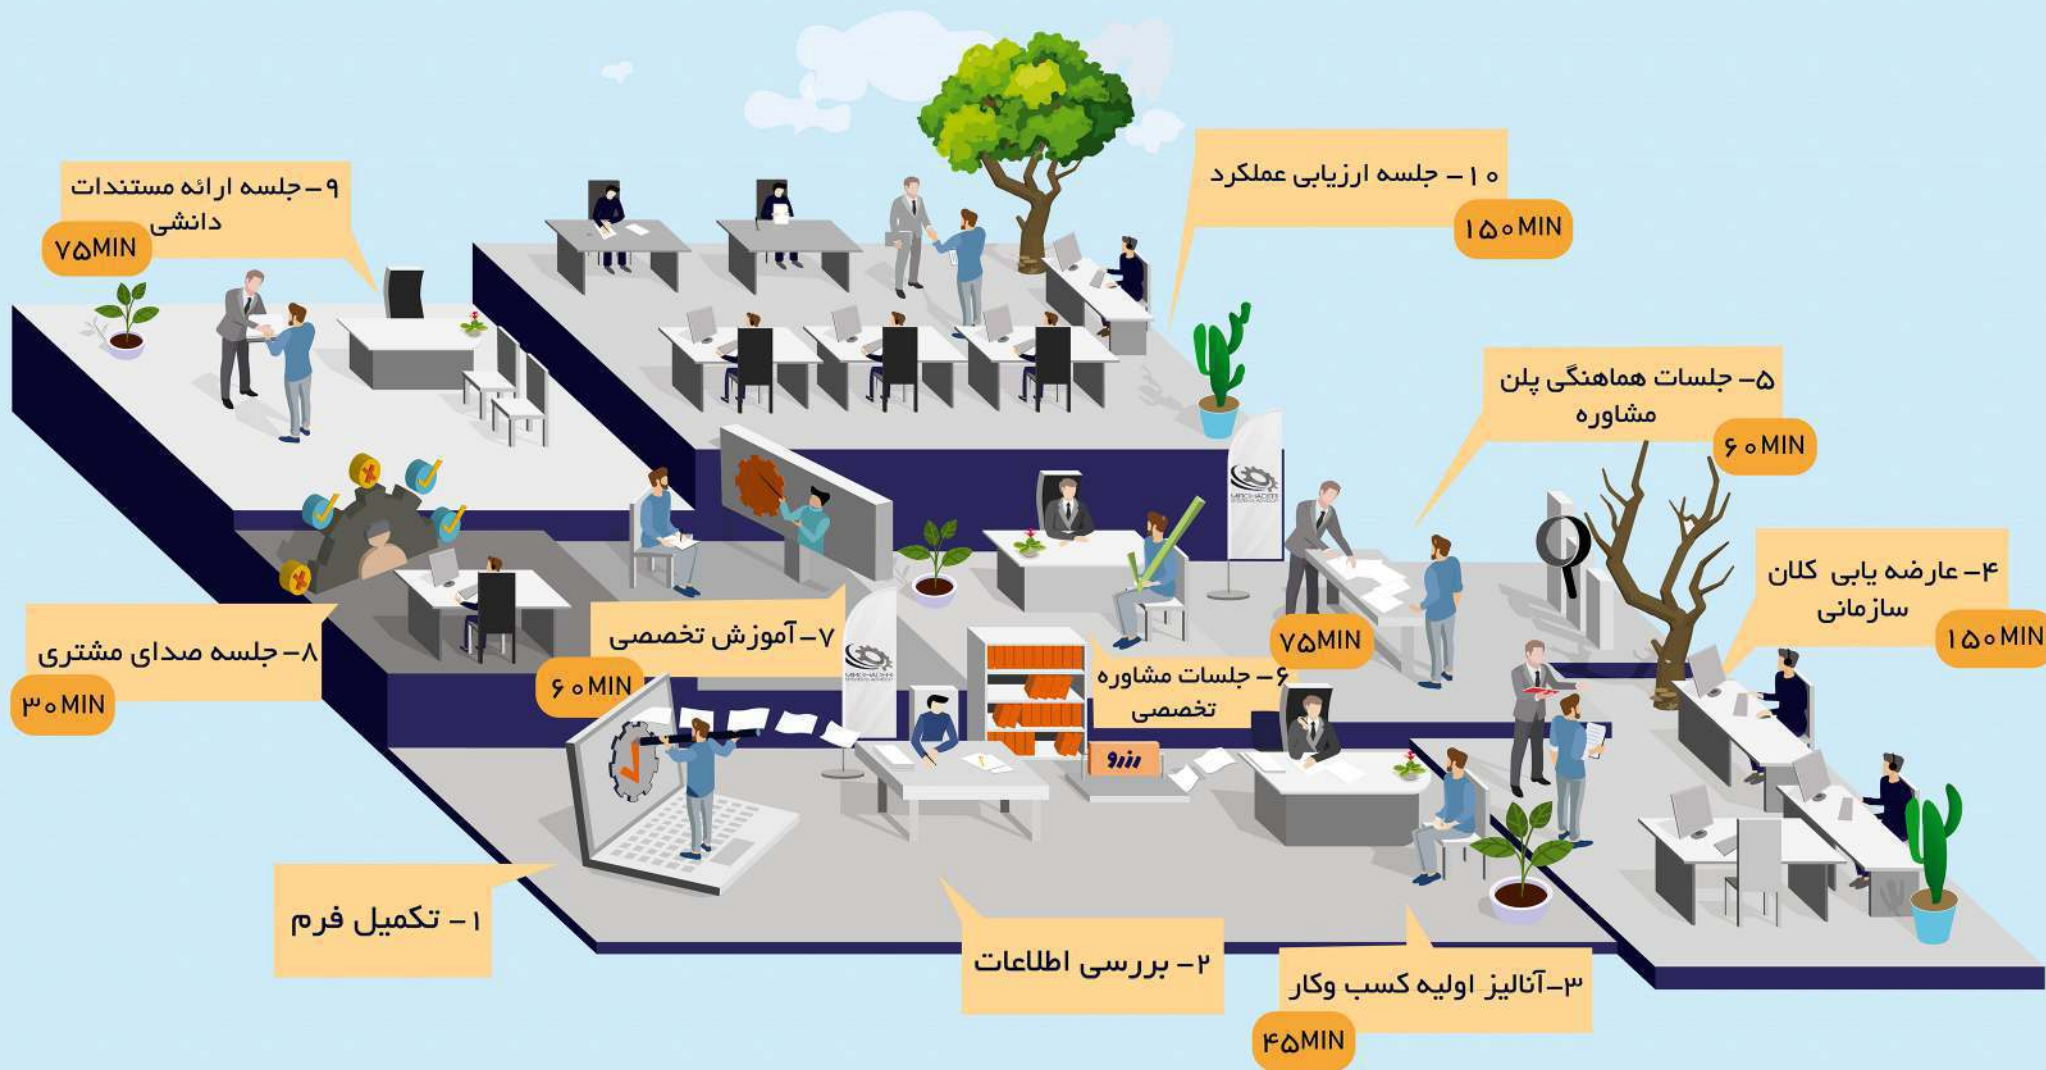 ۱- تکمیل فرم
۲- بررسی اطلاعات
۳-آنالیز اولیه کسب وکار
۴۵MIN
۴- عارضه یابی کلان
سازمانی
۱۵۰MIN
۵- جلسات هماهنگی پلن
مشاوره
۶۰MIN
۶- جلسات مشاوره
تخصصی
۷۵MIN
۷-آموزش تخصصی
۶۰MIN
۸- جلسه صدای مشتری
۳۰MIN
۹-جلسه ارائه مستندات
دانشی
۷۵MIN
۱۰- جلسه ارزیابی عملکرد
۱۵۰MIN
رزرو